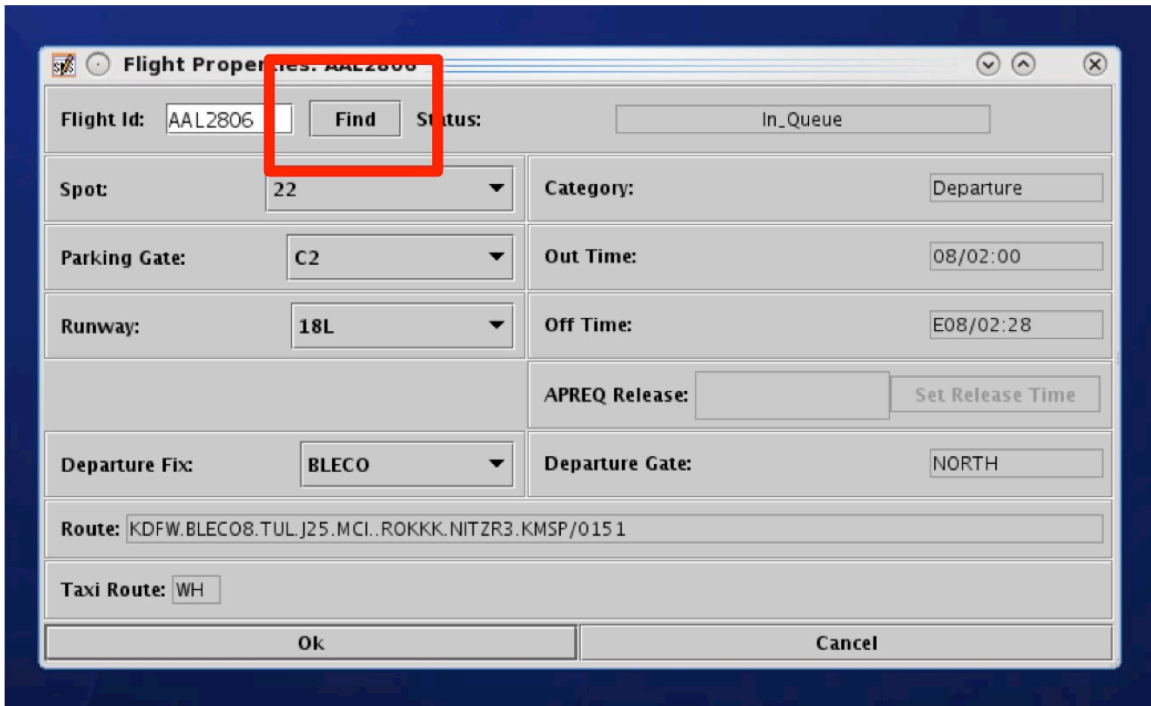 Flight Properties: AAL2806
Flight Id: AAL2806 Find Status: In_Queue
Spot: 22 Category: Departure
Parking Gate: C2 Out Time: 08/02:00
Runway: 18L Off Time: E08/02:28
APREQ Release: Set Release Time
Departure Fix: BLECO Departure Gate: NORTH
Route: KDFW.BLECO8.TUL.J25.MCI..ROKKK.NITZR3.KMSP/0151
Taxi Route: WH
Ok Cancel